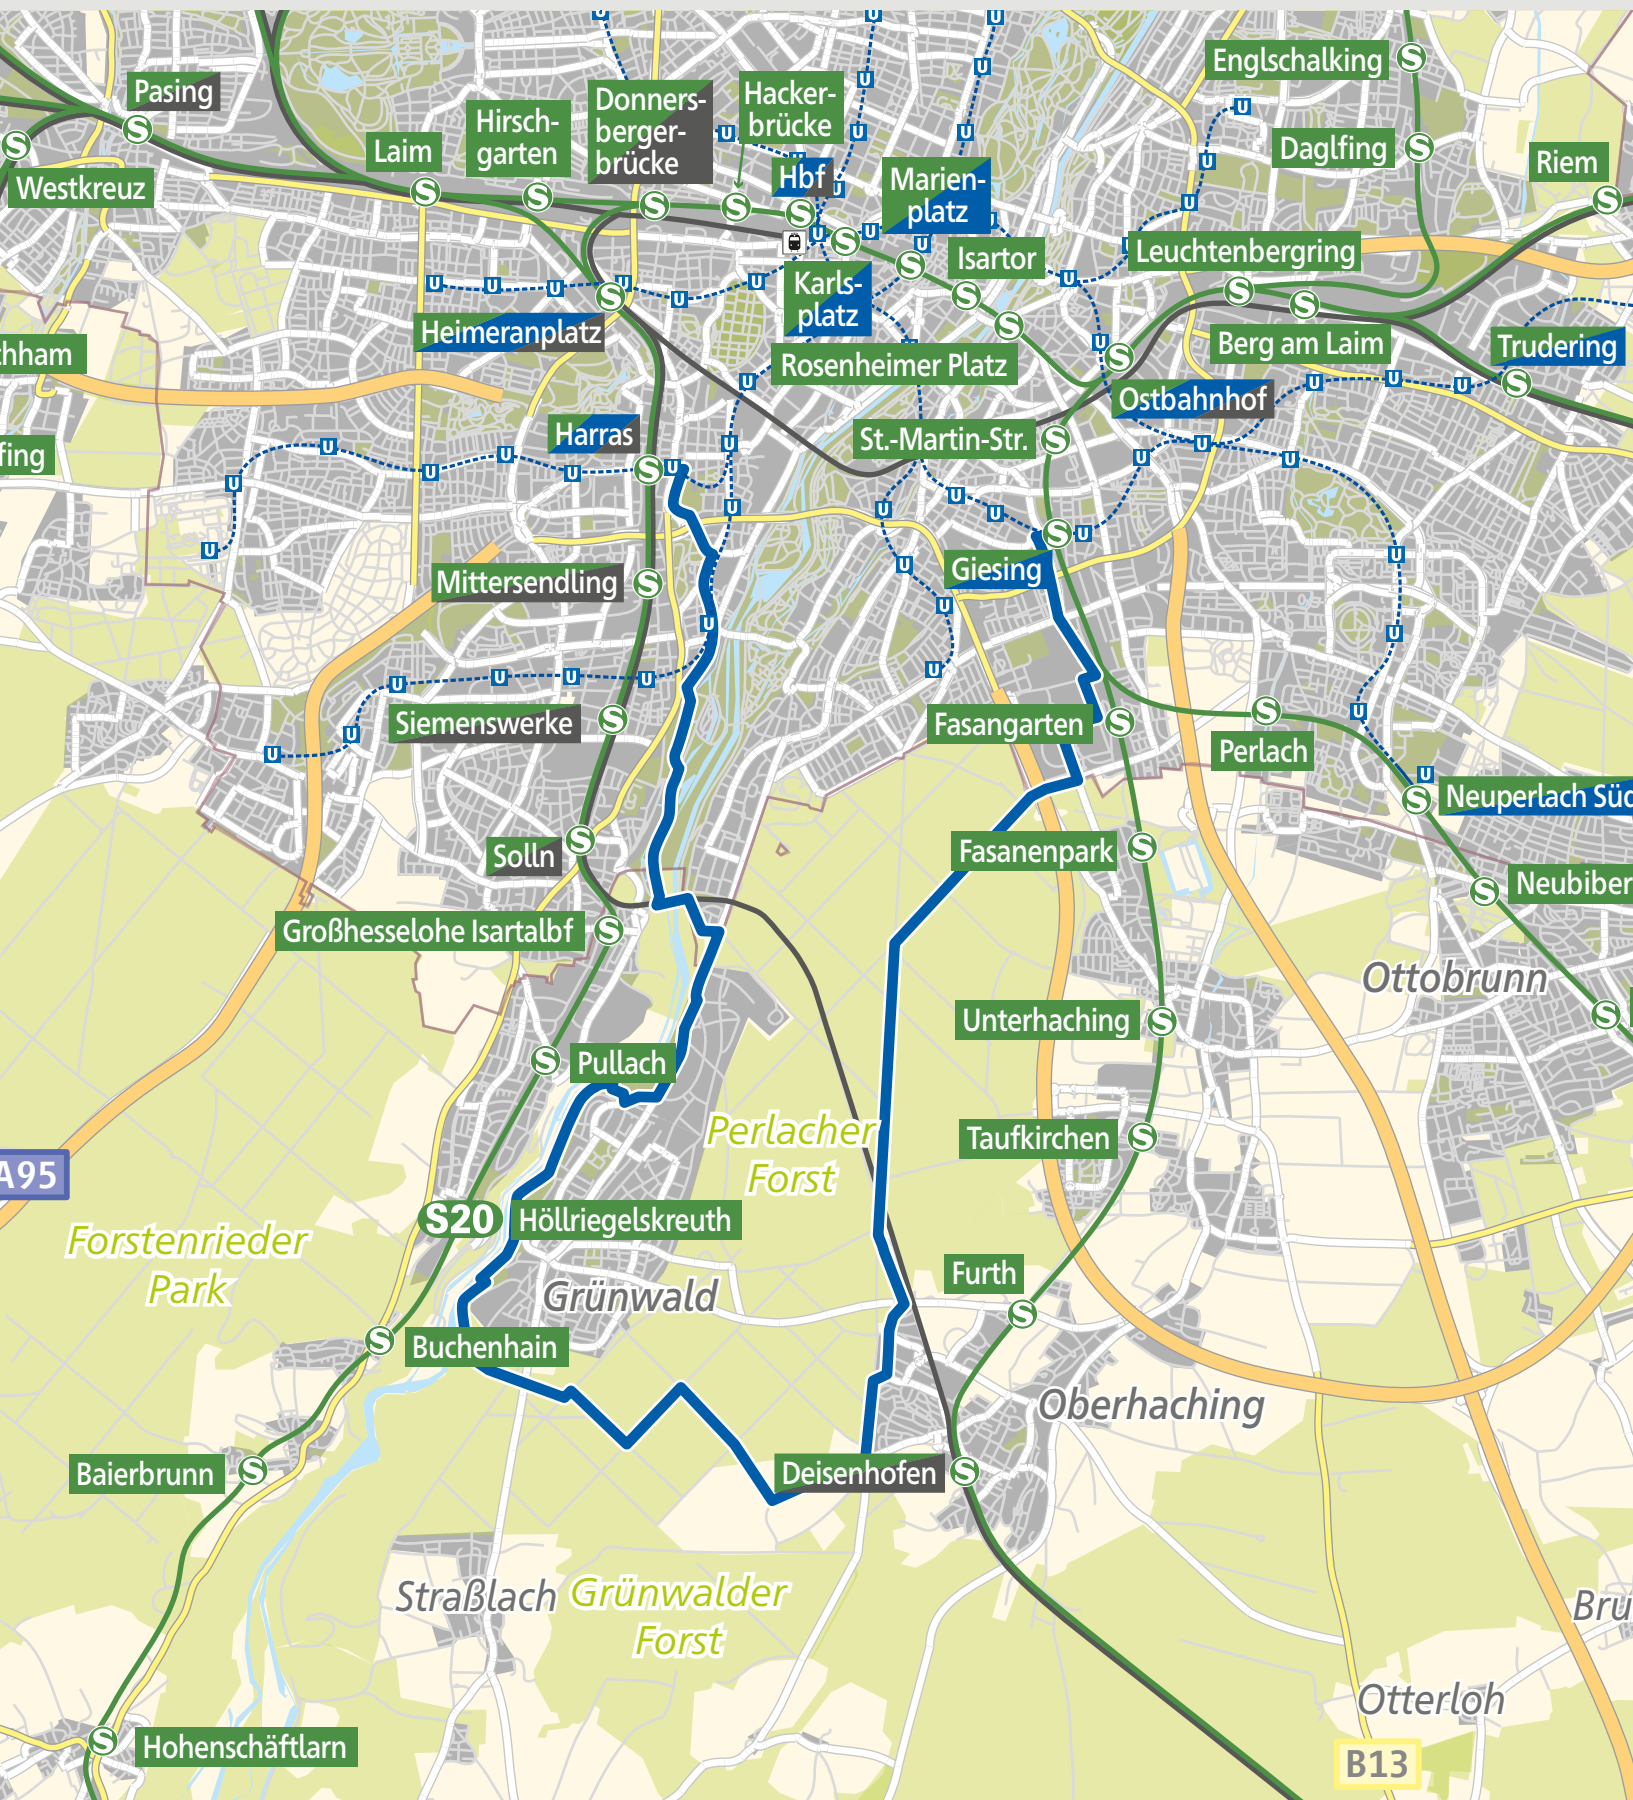 Englschalking
Pasing
Donners-
berger-
brücke
Hacker-
brücke
Hirsch-
garten
Laim
Daglfing
Riem
Westkreuz
Hbf
Marien-
platz
Isartor
Leuchtenbergring
Karls-
platz
Heimeranplatz
chham
Rosenheimer Platz
Berg am Laim
Trudering
Ostbahnhof
Harras
St.-Martin-Str.
fing
Giesing
Mittersendling
Siemenswerke
Fasangarten
Perlach
Neuperlach Süd
Solln
Fasanenpark
Neubiber
Großhesselohe Isartalbf
Ottobrunn
Unterhaching
Pullach
Perlacher
Forst
Taufkirchen
A95
S20
Höllriegelskreuth
Forstenrieder
Park
Furth
Grünwald
Buchenhain
Oberhaching
Baierbrunn
Deisenhofen
Straßlach
Grünwalder
Forst
Bru
Otterloh
Hohenschäftlarn
B13